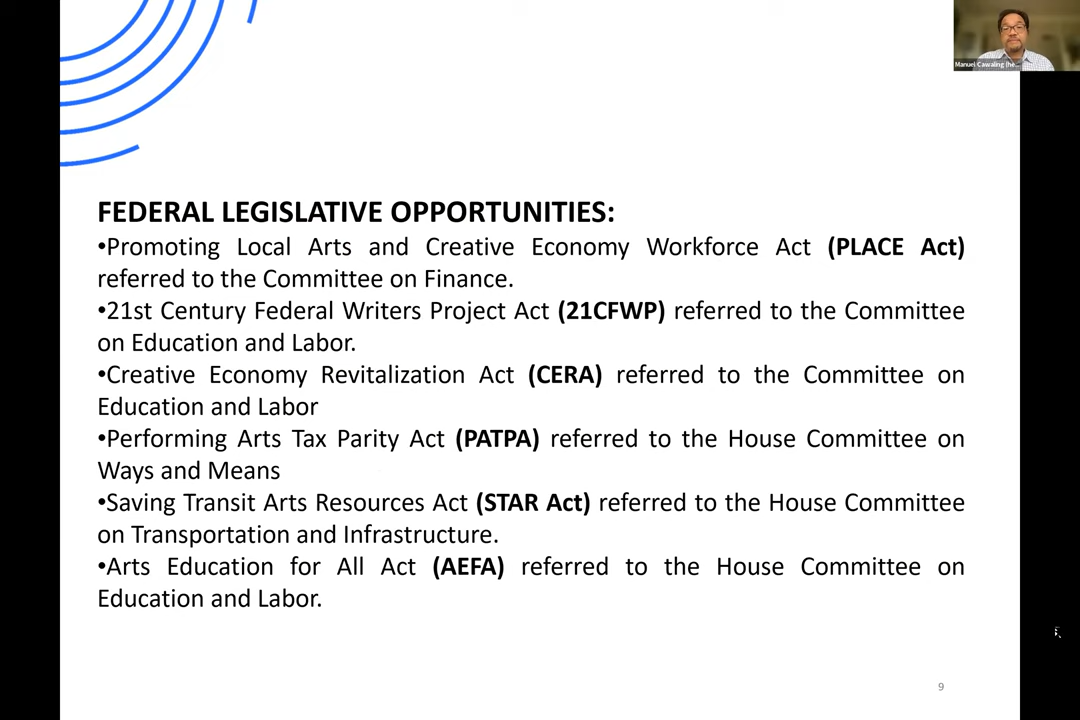 Manuel Cawaling (he...
FEDERAL LEGISLATIVE OPPORTUNITIES:
•Promoting Local Arts and Creative Economy Workforce Act (PLACE Act)
referred to the Committee on Finance.
•21st Century Federal Writers Project Act (21CFWP) referred to the Committee
on Education and Labor.
•Creative Economy Revitalization Act (CERA) referred to the Committee on
Education and Labor
•Performing Arts Tax Parity Act (PATPA) referred to the House Committee on
Ways and Means
•Saving Transit Arts Resources Act (STAR Act) referred to the House Committee
on Transportation and Infrastructure.
•Arts Education for All Act (AEFA) referred to the House Committee on
Education and Labor.
9